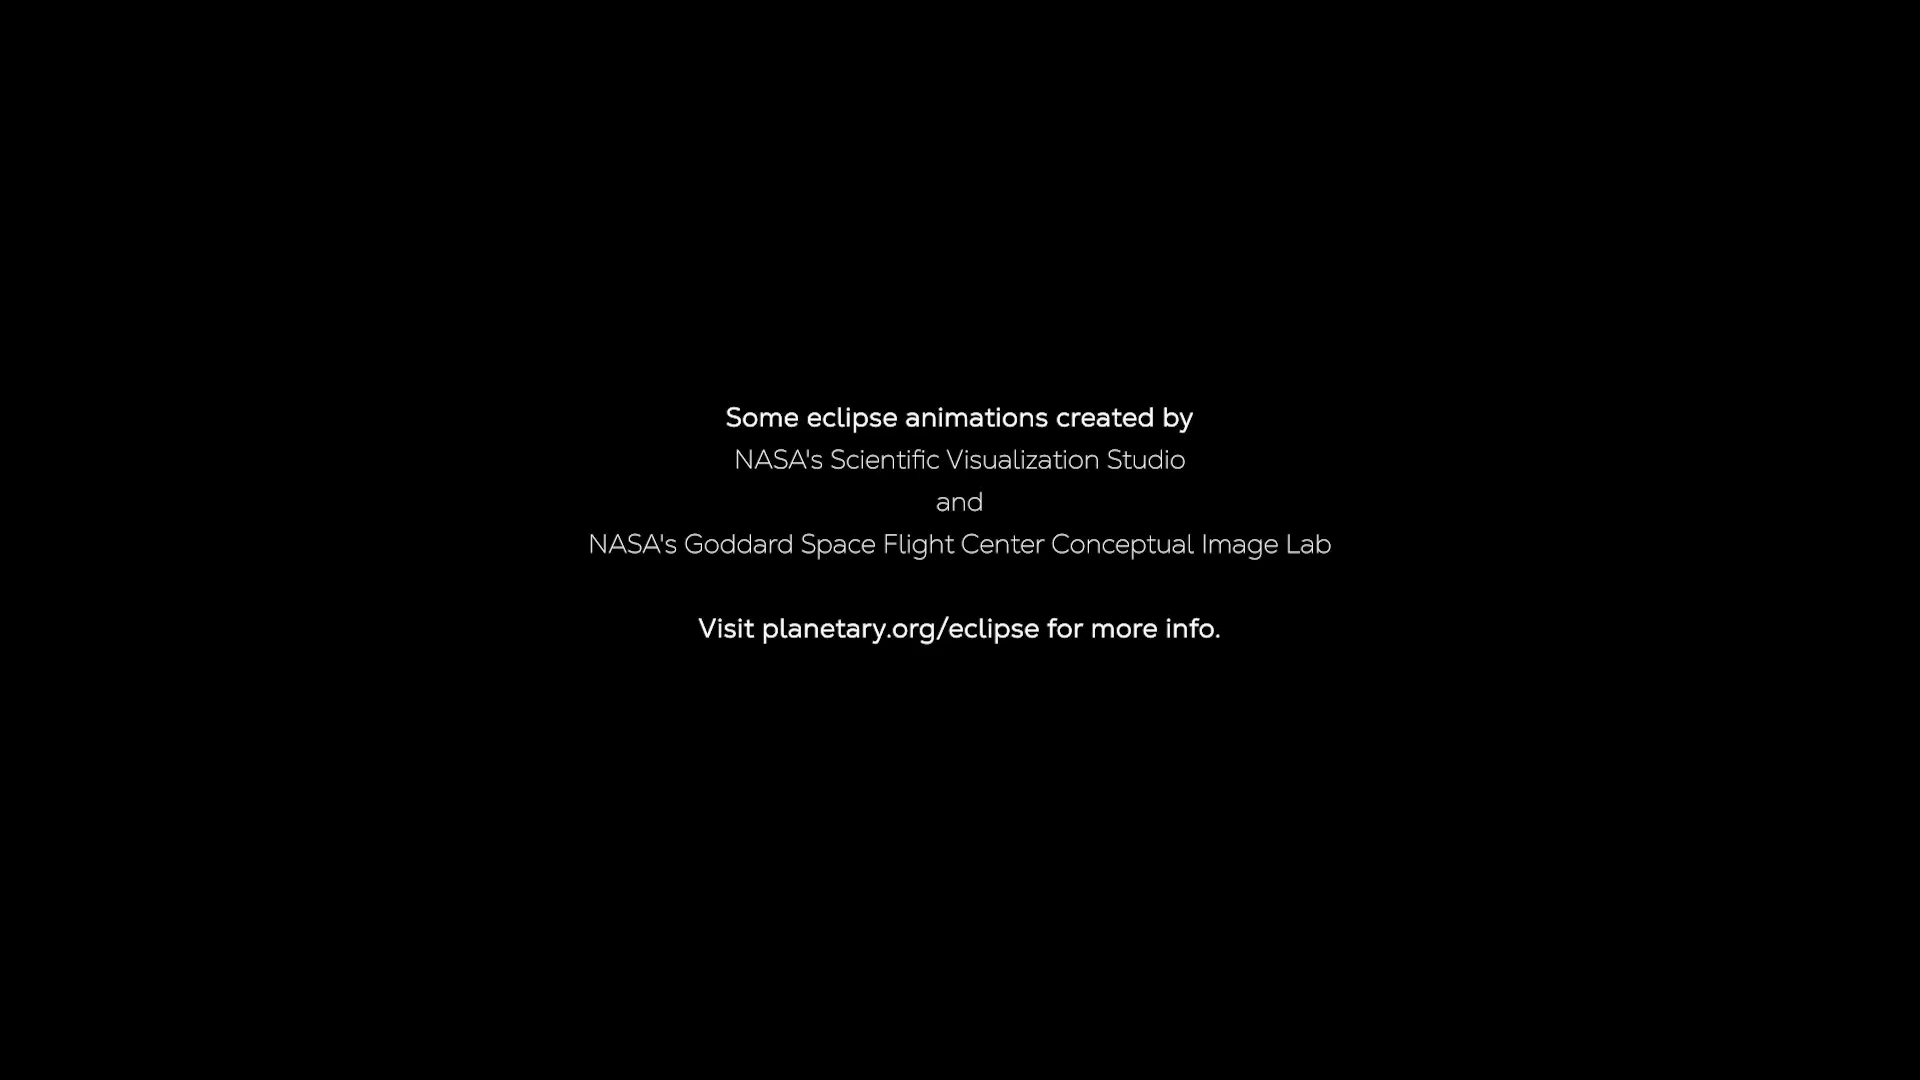 Some eclipse animations created by
NASA's Scientific Visualization Studio
and
NASA's Goddard Space Flight Center Conceptual Image Lab
Visit planetary.org/eclipse for more info.